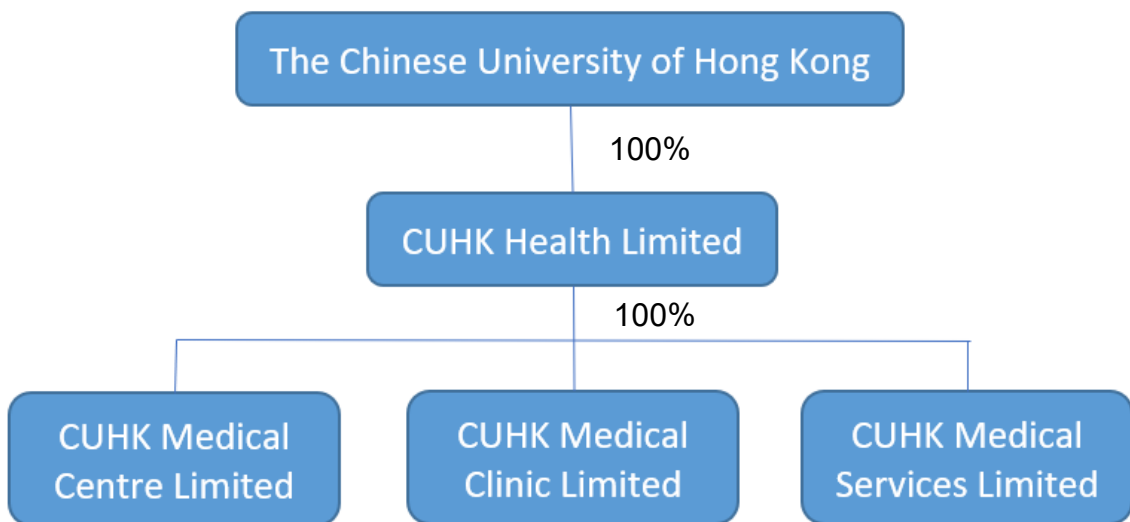 The Chinese University of Hong Kong
100%
CUHK Health Limited
100%
CUHK Medical
Centre Limited
CUHK Medical
Clinic Limited
CUHK Medical
Services Limited